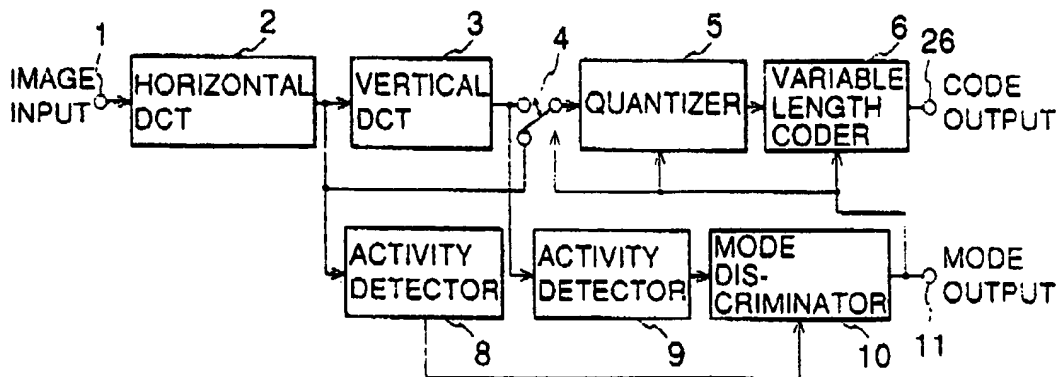 1
2
3
4
5
6
26
IMAGE
INPUT
HORIZONTAL
DCT
VERTICAL
DCT
QUANTIZER
VARIABLE
LENGTH
CODER
CODE
OUTPUT
ACTIVITY
DETECTOR
ACTIVITY
DETECTOR
MODE
DIS-
CRIMINATOR
MODE
OUTPUT
8
9
10
11